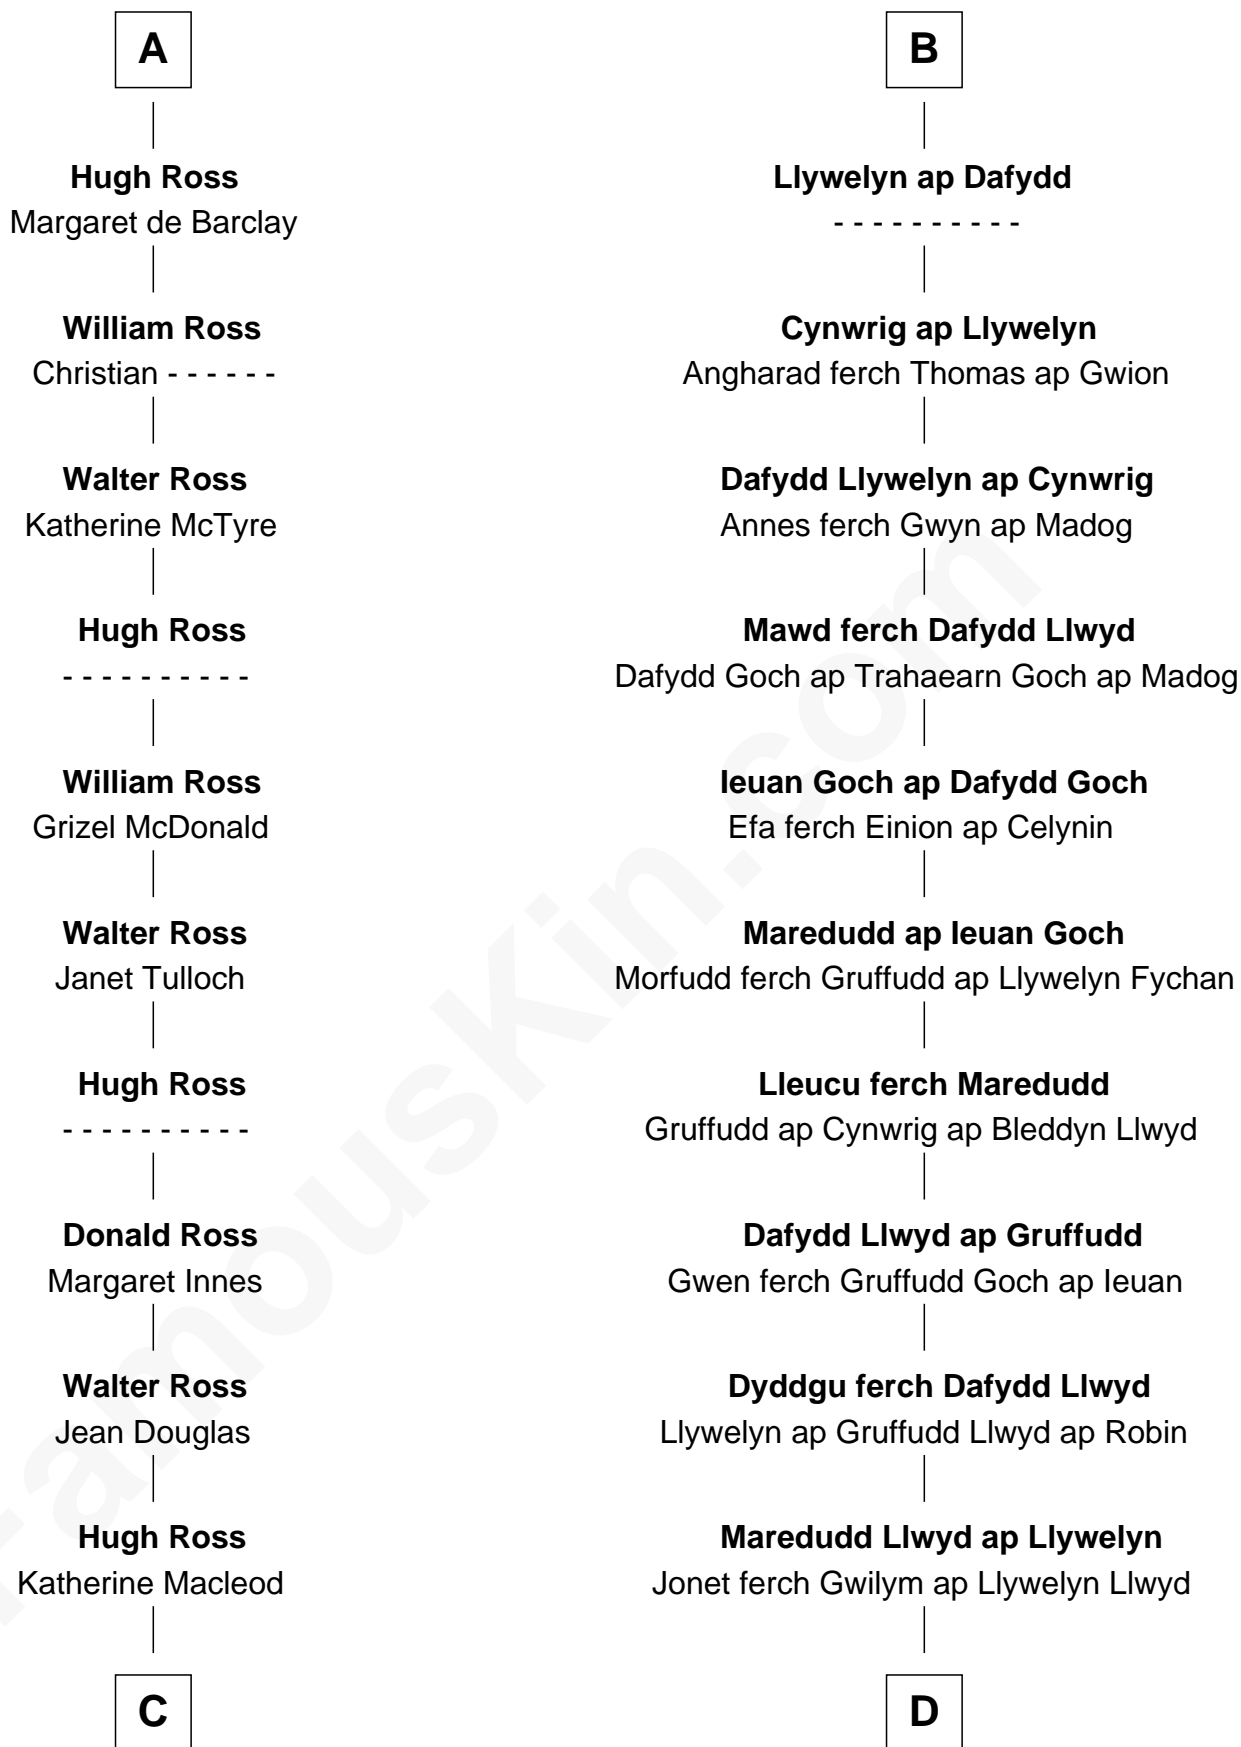 A
Hugh Ross
Margaret de Barclay
William Ross
Christian - - - - - -
Walter Ross
Katherine McTyre
Hugh Ross
- - - - - - - - - -
William Ross
Grizel McDonald
Walter Ross
Janet Tulloch
Hugh Ross
- - - - - - - - - -
Donald Ross
Margaret Innes
Walter Ross
Jean Douglas
Hugh Ross
Katherine Macleod
C
B
Llywelyn ap Dafydd
- - - - - - - - - -
Cynwrig ap Llywelyn
Angharad ferch Thomas ap Gwion
Dafydd Llywelyn ap Cynwrig
Annes ferch Gwyn ap Madog
Mawd ferch Dafydd Llwyd
Dafydd Goch ap Trahaearn Goch ap Madog
Ieuan Goch ap Dafydd Goch
Efa ferch Einion ap Celynin
Maredudd ap Ieuan Goch
Morfudd ferch Gruffudd ap Llywelyn Fychan
Lleucu ferch Maredudd
Gruffudd ap Cynwrig ap Bleddyn Llwyd
Dafydd Llwyd ap Gruffudd
Gwen ferch Gruffudd Goch ap Ieuan
Dyddgu ferch Dafydd Llwyd
Llywelyn ap Gruffudd Llwyd ap Robin
Maredudd Llwyd ap Llywelyn
Jonet ferch Gwilym ap Llywelyn Llwyd
D
FamousKin.com